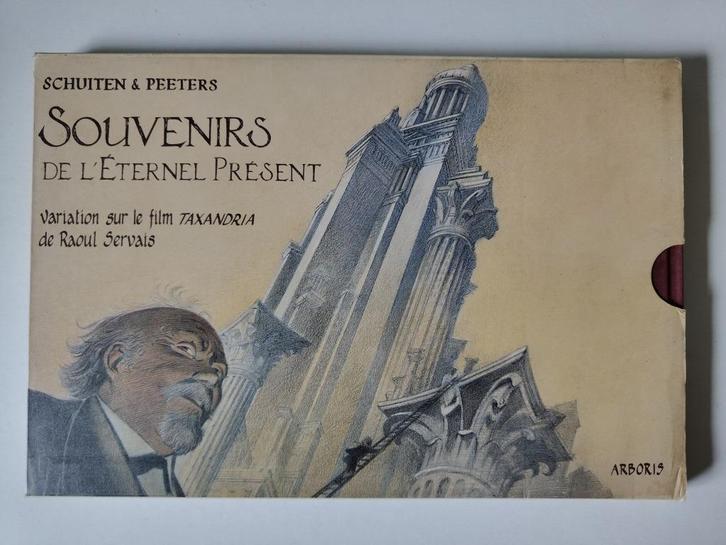 SCHUITEN & PEETERS
SOUVENIRS
DE L'ÉTERNEL PRÉSENT
variation sur le film TAXANDRIA
de Raoul Servais
ARBORIS